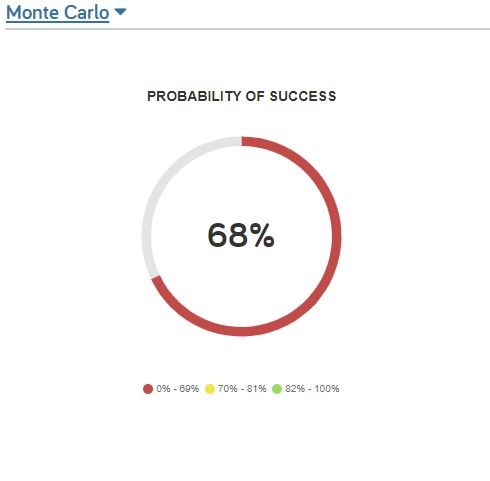 Monte Carlo
PROBABILITY OF SUCCESS
68%
0% - 69% 70% - 81% 82% - 100%